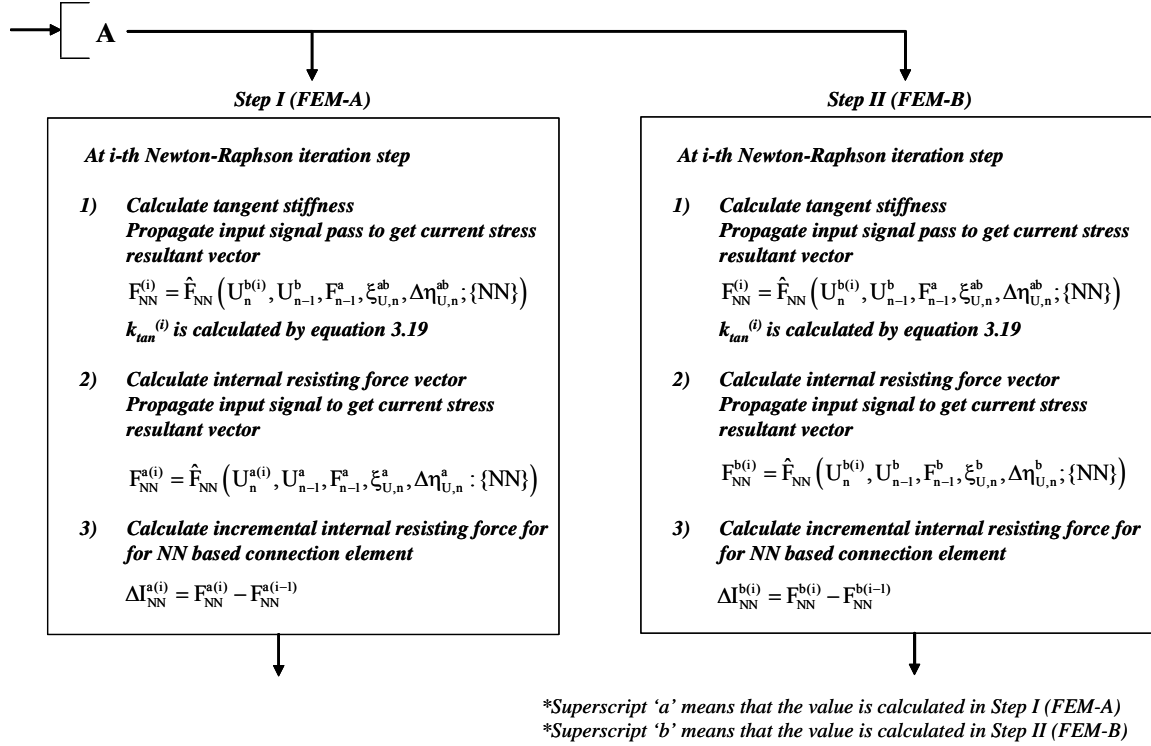 A
Step I (FEM-A)
At i-th Newton-Raphson iteration step
1) Calculate tangent stiffness
Propagate input signal pass to get current stress
resultant vector
F_NN^(i) = F̂_NN (U_n^b(i), U_n-1^b, F_n-1^a, ξ_U,n^ab, Δη_U,n^ab; {NN})
k_tan^(i) is calculated by equation 3.19
2) Calculate internal resisting force vector
Propagate input signal to get current stress
resultant vector
F_NN^a(i) = F̂_NN (U_n^a(i), U_n-1^a, F_n-1^a, ξ_U,n^a, Δη_U,n^a : {NN})
3) Calculate incremental internal resisting force for
for NN based connection element
ΔI_NN^a(i) = F_NN^a(i) − F_NN^a(i−1)
Step II (FEM-B)
At i-th Newton-Raphson iteration step
1) Calculate tangent stiffness
Propagate input signal pass to get current stress
resultant vector
F_NN^(i) = F̂_NN (U_n^b(i), U_n-1^b, F_n-1^a, ξ_U,n^ab, Δη_U,n^ab; {NN})
k_tan^(i) is calculated by equation 3.19
2) Calculate internal resisting force vector
Propagate input signal to get current stress
resultant vector
F_NN^b(i) = F̂_NN (U_n^b(i), U_n-1^b, F_n-1^b, ξ_U,n^b, Δη_U,n^b; {NN})
3) Calculate incremental internal resisting force for
for NN based connection element
ΔI_NN^b(i) = F_NN^b(i) − F_NN^b(i−1)
*Superscript ‘a’ means that the value is calculated in Step I (FEM-A)
*Superscript ‘b’ means that the value is calculated in Step II (FEM-B)